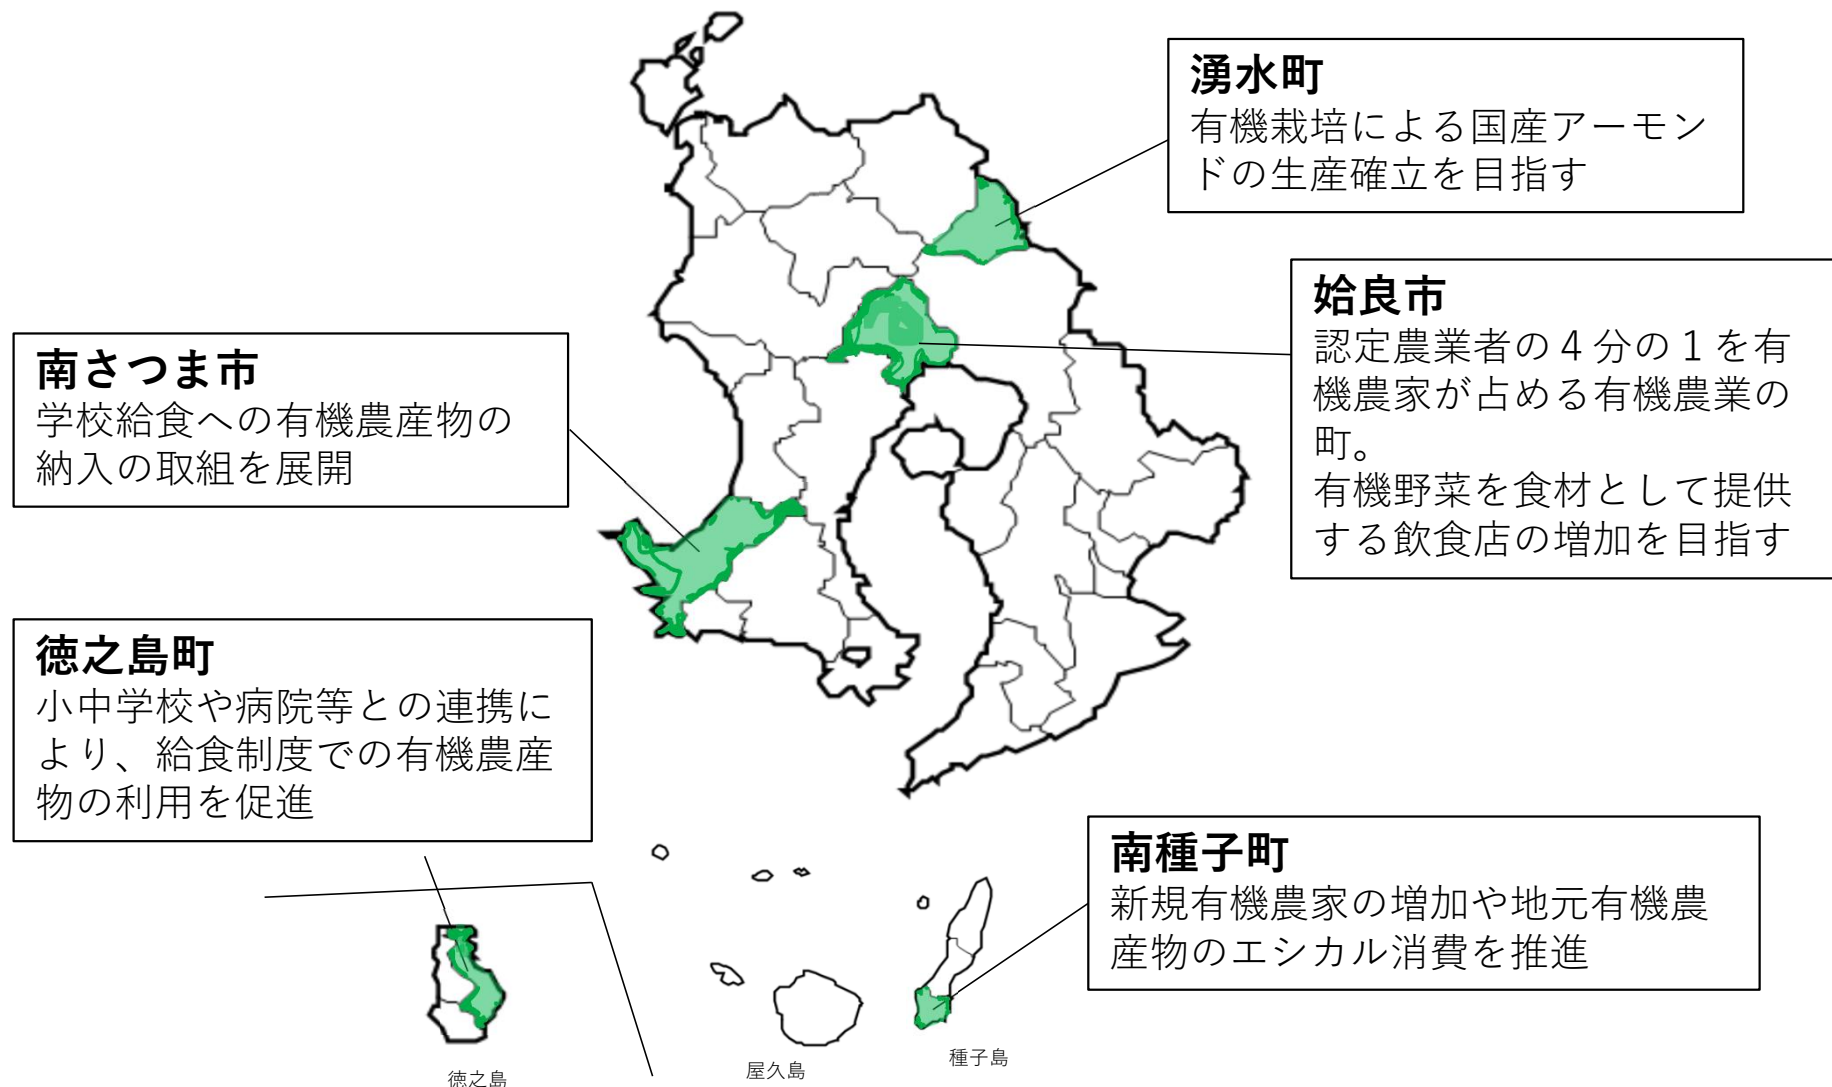 湧水町
有機栽培による国産アーモン
ドの生産確立を目指す
姶良市
認定農業者の４分の１を有
機農家が占める有機農業の
町。
有機野菜を食材として提供
する飲食店の増加を目指す
南さつま市
学校給食への有機農産物の
納入の取組を展開
徳之島町
小中学校や病院等との連携に
より、給食制度での有機農産
物の利用を促進
南種子町
新規有機農家の増加や地元有機農
産物のエシカル消費を推進
徳之島
屋久島
種子島